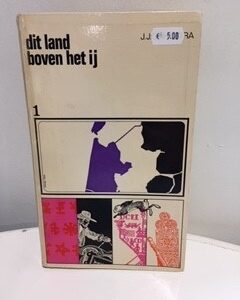 dit land
boven het ij
J.J.
RA
€ 5.00
1